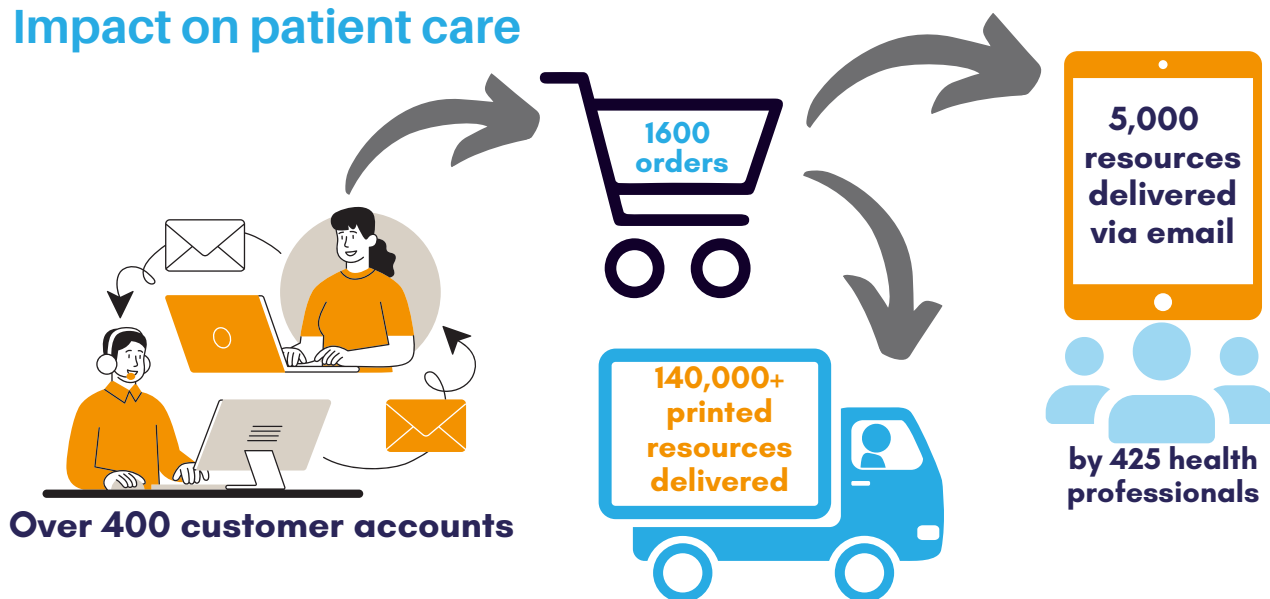 Impact on patient care
1600
orders
5,000
resources
delivered
via email
140,000+
printed
resources
delivered
by 425 health
professionals
Over 400 customer accounts